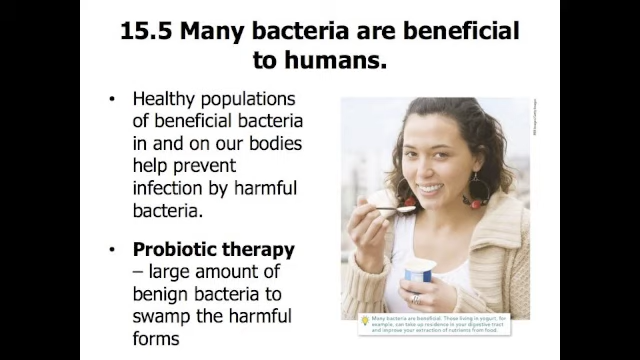 15.5 Many bacteria are beneficial
to humans.
• Healthy populations
of beneficial bacteria
in and on our bodies
help prevent
infection by harmful
bacteria.
• Probiotic therapy
– large amount of
benign bacteria to
swamp the harmful
forms
Many bacteria are beneficial. Those living in yogurt, for
example, can take up residence in your digestive tract
and improve your extraction of nutrients from food.